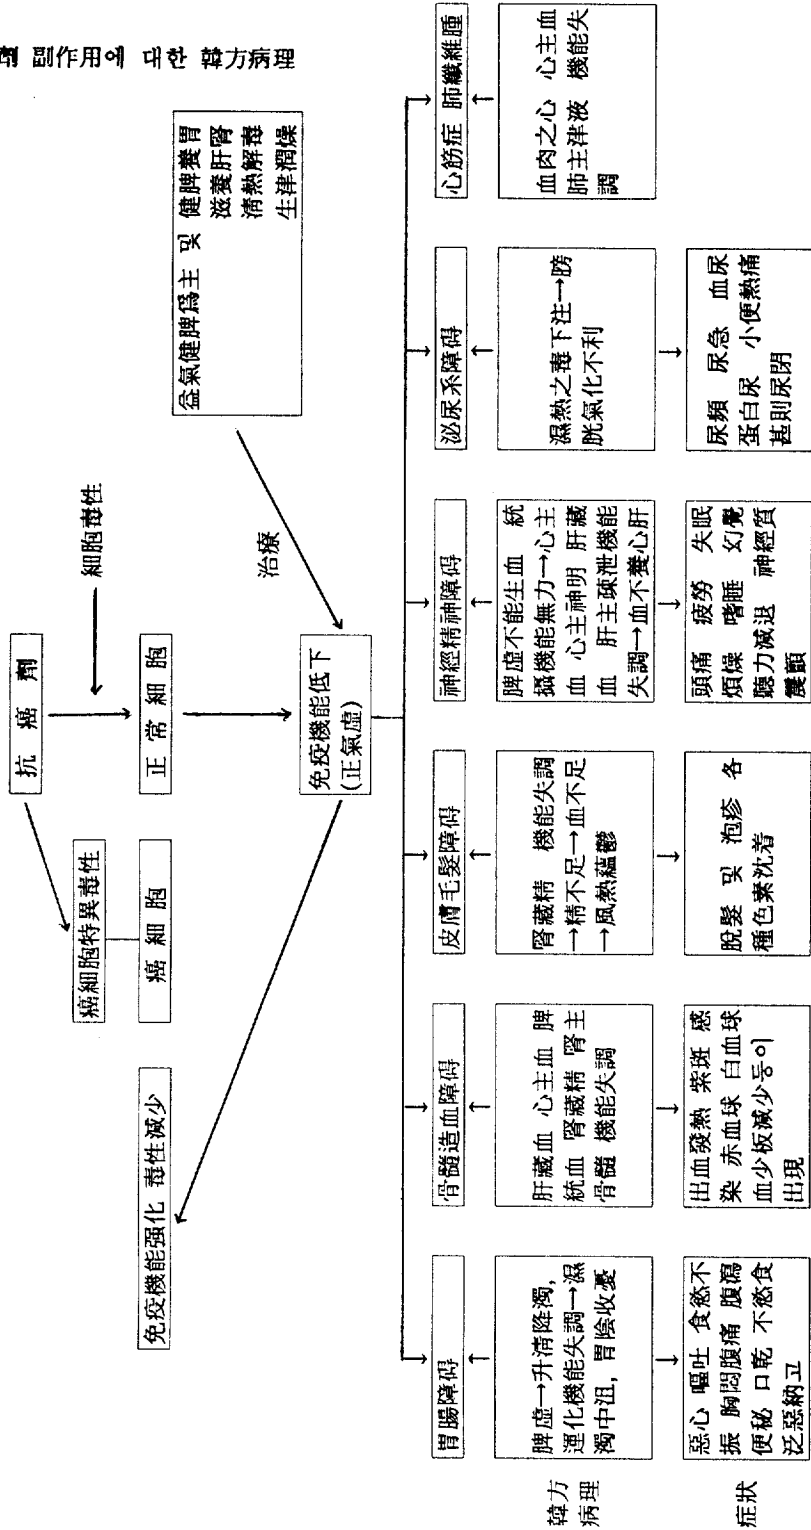 副作用에 대한 韓方病理
抗癌劑
細胞毒性
癌細胞特異毒性
癌細胞
正常細胞
益氣健脾爲主 및 健脾養胃
滋養肝腎
淸熱解毒
生津潤燥
治療
免疫機能强化 毒性減少
免疫機能低下
(正氣虛)
胃腸障碍
骨髓造血障碍
皮膚毛髮障碍
神經精神障碍
泌尿系障碍
心筋症 肺纖維腫
韓方
病理
脾虛→升淸降濁,
運化機能失調→濕
濁中沮, 胃陰收憂
肝藏血 心主血 脾
統血 腎藏精 腎主
骨髓 機能失調
腎藏精 機能失調
→精不足→血不足
→風熱蘊鬱
脾虛不能生血 統
攝機能無力→心主
血 心主神明 肝藏
血 肝主疎泄機能
失調→血不養心肝
濕熱之毒下注→膀
胱氣化不利
血肉之心 心主血
肺主津液 機能失
調
症狀
惡心 嘔吐 食慾不
振 胸悶腹痛 腹瀉
便秘 口乾 不慾食
泛惡納고
出血發熱 紫斑 感
染 赤血球 白血球
血少板減少등이
出現
脫髮 및 泡疹 各
種色素沈着
頭痛 疲勞 失眠
煩燥 嗜睡 幻覺
聽力減退 神經質
震顫
尿頻 尿急 血尿
蛋白尿 小便熱痛
甚則尿閉